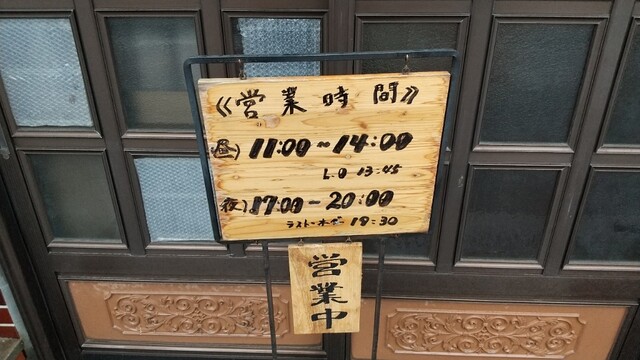 《営業時間》
昼) 11:00~14:00
L.O 13:45
夜) 17:00-20:00
ラストオーダー 19:30
営業中